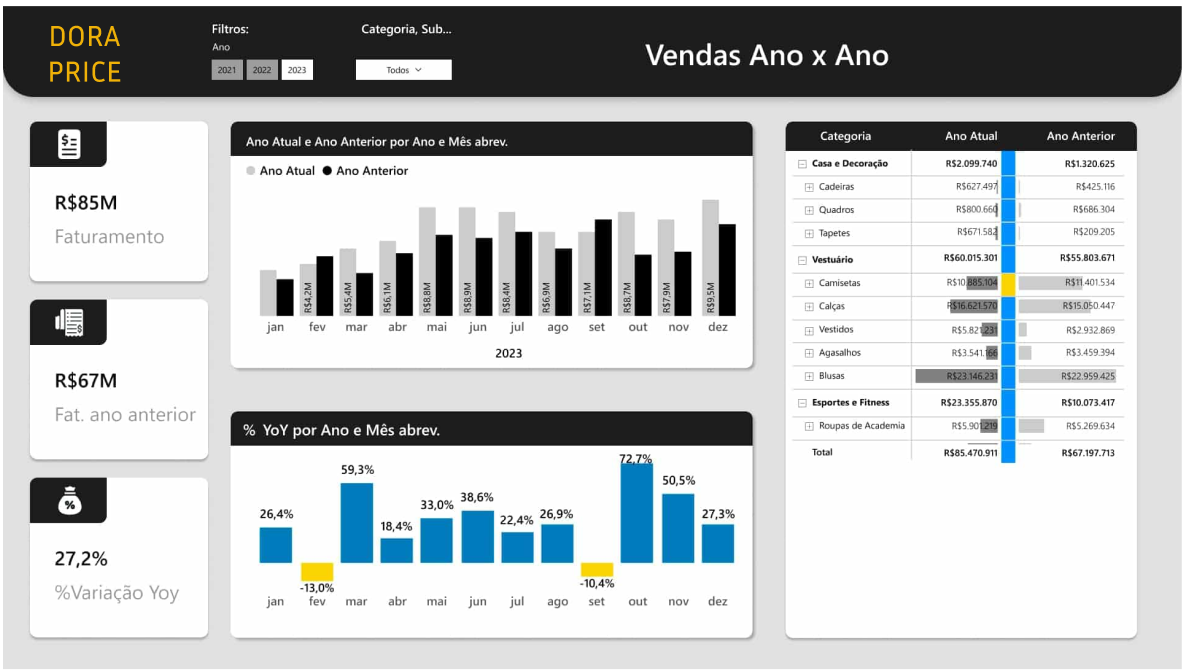 DORA
PRICE
Filtros:
Ano
2021 2022 2023
Categoria, Sub...
Todos
Vendas Ano x Ano
R$85M
Faturamento
R$67M
Fat. ano anterior
27,2%
%Variação Yoy
Ano Atual e Ano Anterior por Ano e Mês abrev.
Ano Atual Ano Anterior
R$4,2M R$5,4M R$6,1M R$8,8M R$8,9M R$8,4M R$6,9M R$7,1M R$8,7M R$7,9M R$9,5M
jan fev mar abr mai jun jul ago set out nov dez
2023
% YoY por Ano e Mês abrev.
26,4% -13,0% 59,3% 18,4% 33,0% 38,6% 22,4% 26,9% -10,4% 72,7% 50,5% 27,3%
jan fev mar abr mai jun jul ago set out nov dez
Categoria Ano Atual Ano Anterior
Casa e Decoração R$2.099.740 R$1.320.625
Cadeiras R$627.497 R$425.116
Quadros R$800.660 R$686.304
Tapetes R$671.582 R$209.205
Vestuário R$60.015.301 R$55.803.671
Camisetas R$10.885.104 R$11.401.534
Calças R$16.621.570 R$15.050.447
Vestidos R$5.821.231 R$2.932.869
Agasalhos R$3.541.166 R$3.459.394
Blusas R$23.146.231 R$22.959.425
Esportes e Fitness R$23.355.870 R$10.073.417
Roupas de Academia R$5.901.219 R$5.269.634
Total R$85.470.911 R$67.197.713